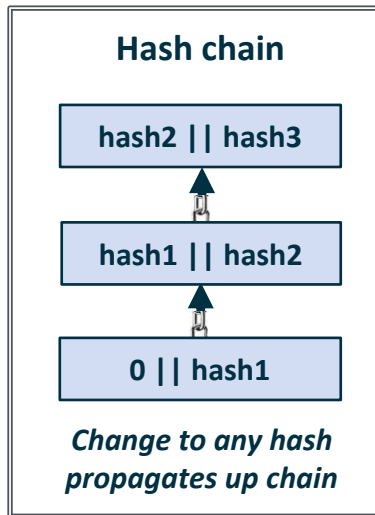 Hash chain
hash2 || hash3
hash1 || hash2
0 || hash1
Change to any hash
propagates up chain